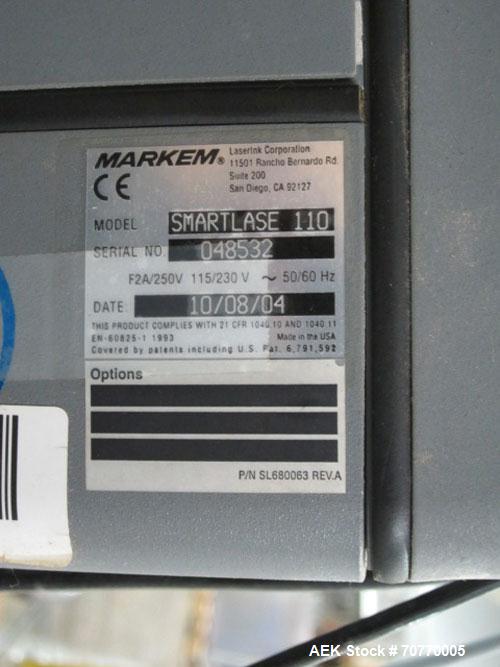 MARKEM®
LaserInk Corporation
11501 Rancho Bernardo Rd.
Suite 200
San Diego, CA 92127
CE
MODEL SMARTLASE 110
SERIAL NO. 048532
F2A/250V 115/230 V ~ 50/60 Hz
DATE: 10/08/04
THIS PRODUCT COMPLIES WITH 21 CFR 1040.10 AND 1040.11
EN-60825-1 1993 Made in the USA
Covered by patents including U.S. Pat. 6,791,592
Options
P/N SL680063 REV.A
AEK Stock # 70770005